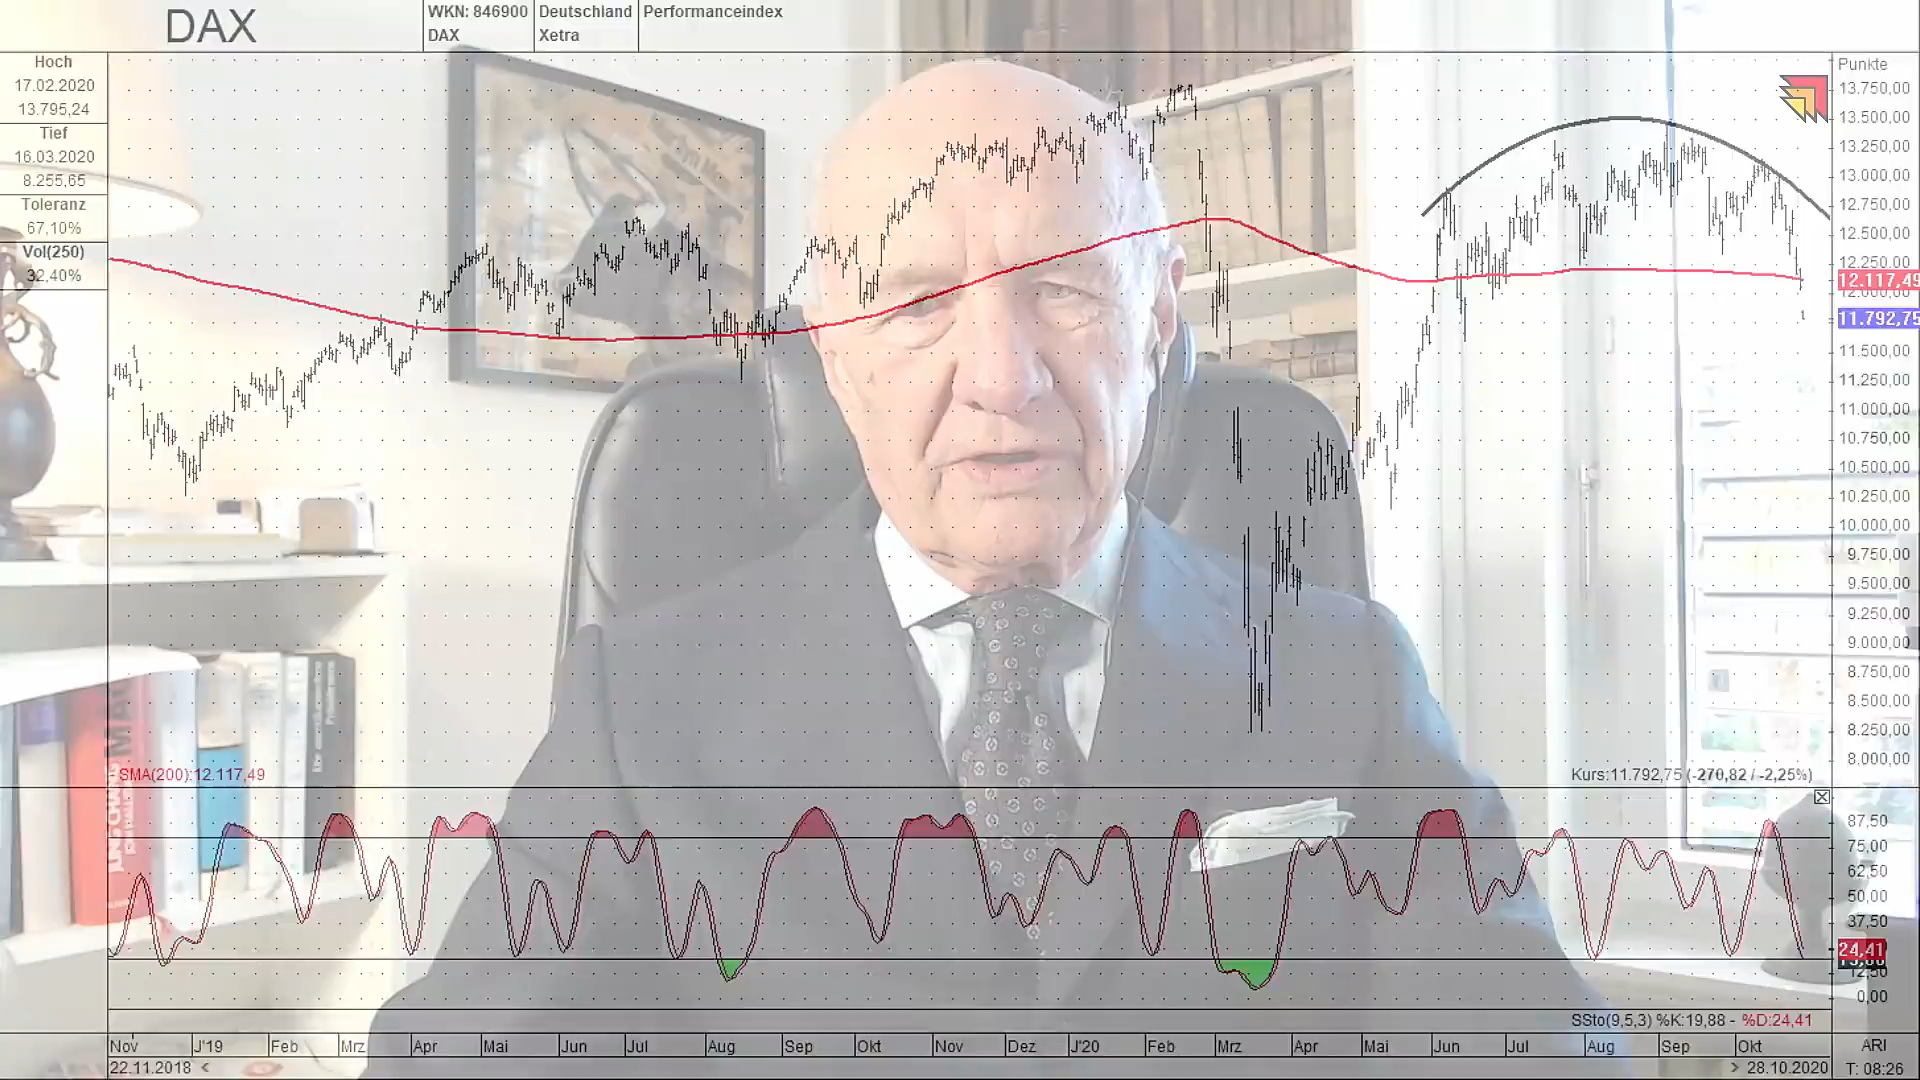 DAX
WKN: 846900
DAX
Deutschland
Xetra
Performanceindex
Hoch
17.02.2020
13.795,24
Tief
16.03.2020
8.255,65
Toleranz
67,10%
Vol(250)
32,40%
Punkte
13.750,00
13.500,00
13.250,00
13.000,00
12.750,00
12.500,00
12.250,00
12.117,49
12.000,00
11.792,75
11.500,00
11.250,00
11.000,00
10.750,00
10.500,00
10.250,00
10.000,00
9.750,00
9.500,00
9.250,00
9.000,00
8.750,00
8.500,00
8.250,00
8.000,00
SMA(200):12.117,49
Kurs:11.792,75 (-270,82 / -2,25%)
87,50
75,00
62,50
50,00
37,50
24,41
12,50
0,00
SSto(9,5,3) %K:19,88 - %D:24,41
Nov J'19 Feb Mrz Apr Mai Jun Jul Aug Sep Okt Nov Dez J'20 Feb Mrz Apr Mai Jun Jul Aug Sep Okt ARI
22.11.2018 < > 28.10.2020 T: 08:26